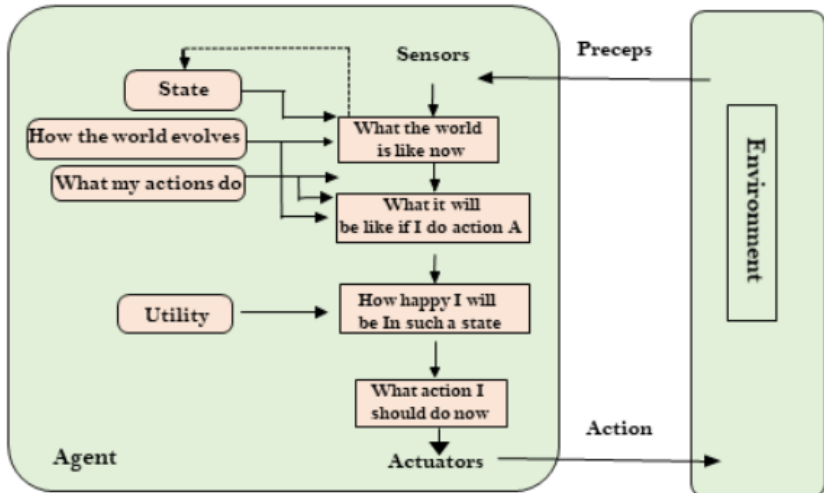 Sensors
Preceps
State
How the world evolves
What the world
is like now
What my actions do
What it will
be like if I do action A
Environment
Utility
How happy I will
be In such a state
What action I
should do now
Action
Agent
Actuators